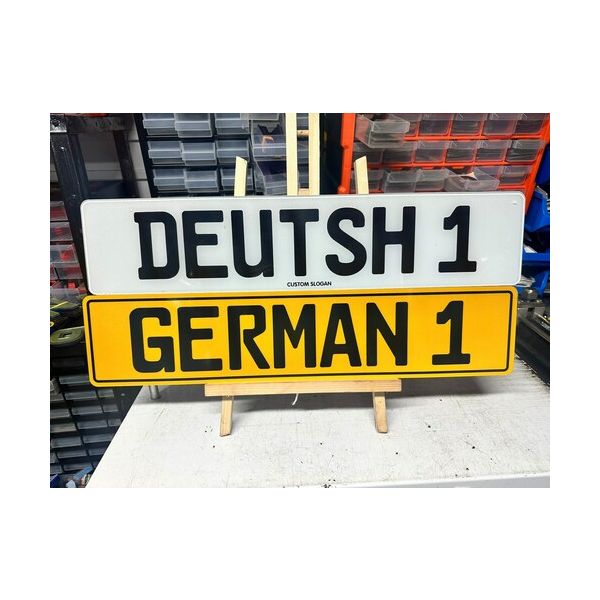 DEUTSH 1
CUSTOM SLOGAN
GERMAN 1